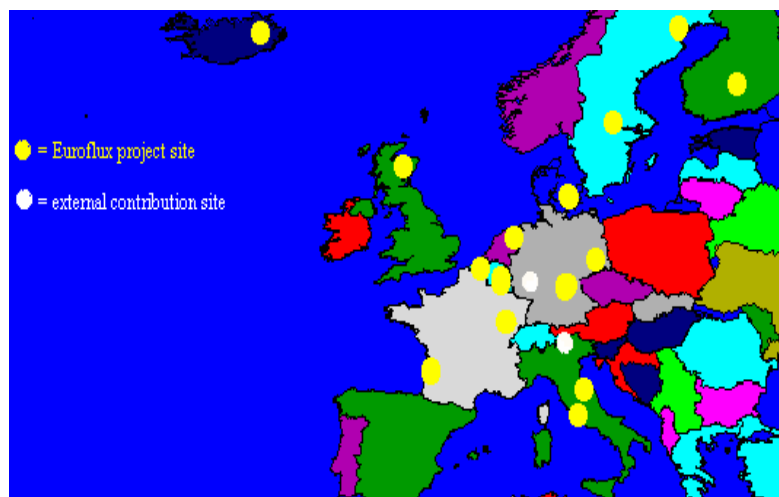 = Euroflux project site
= external contribution site